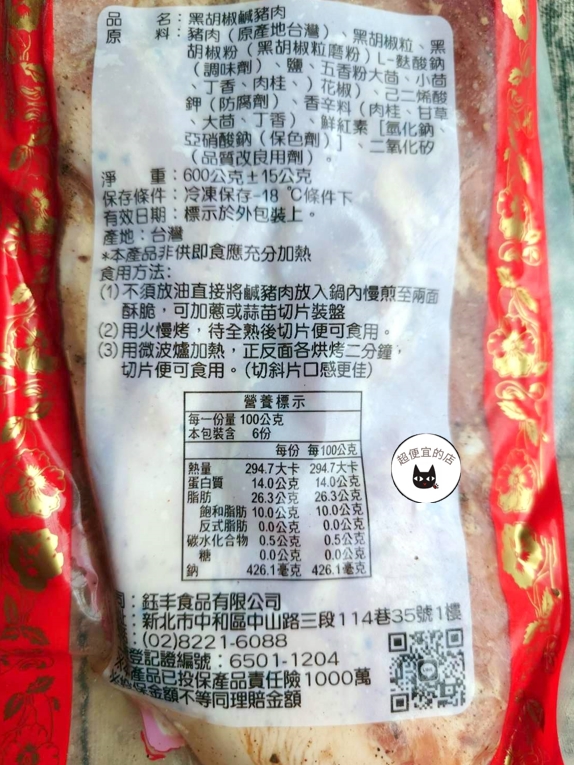 品　　名：黑胡椒鹹豬肉
原　　料：豬肉（原產地台灣）、黑胡椒粒、黑
胡椒粉（黑胡椒粒磨粉）L-麩酸鈉
（調味劑）、鹽、五香粉大茴、小茴
、丁香、肉桂、）花椒）、己二烯酸
鉀（防腐劑）、香辛料（肉桂、甘草
、大茴、丁香）、鮮紅素［氯化鈉、
亞硝酸鈉（保色劑）］、二氧化矽
（品質改良用劑）。
淨　　重：600公克±15公克
保存條件：冷凍保存-18 ℃條件下
有效日期：標示於外包裝上。
產地：台灣
*本產品非供即食應充分加熱
食用方法:
(1)不須放油直接將鹹豬肉放入鍋內慢煎至兩面
酥脆，可加蔥或蒜苗切片裝盤
(2)用火慢烤，待全熟後切片便可食用。
(3)用微波爐加熱，正反面各烘烤二分鐘，
切片便可食用。(切斜片口感更佳)
營養標示
每一份量 100公克
本包裝含 6份
每份 每100公克
熱量 294.7大卡 294.7大卡
蛋白質 14.0公克 14.0公克
脂肪 26.3公克 26.3公克
飽和脂肪 10.0公克 10.0公克
反式脂肪 0.0公克 0.0公克
碳水化合物 0.5公克 0.5公克
糖 0.0公克 0.0公克
鈉 426.1毫克 426.1毫克
超便宜的店
司：鈺丰食品有限公司
：新北市中和區中山路三段114巷35號1樓
：(02)8221-6088
登記證編號：6501-1204
產品已投保產品責任險1000萬
保金額不等同理賠金額